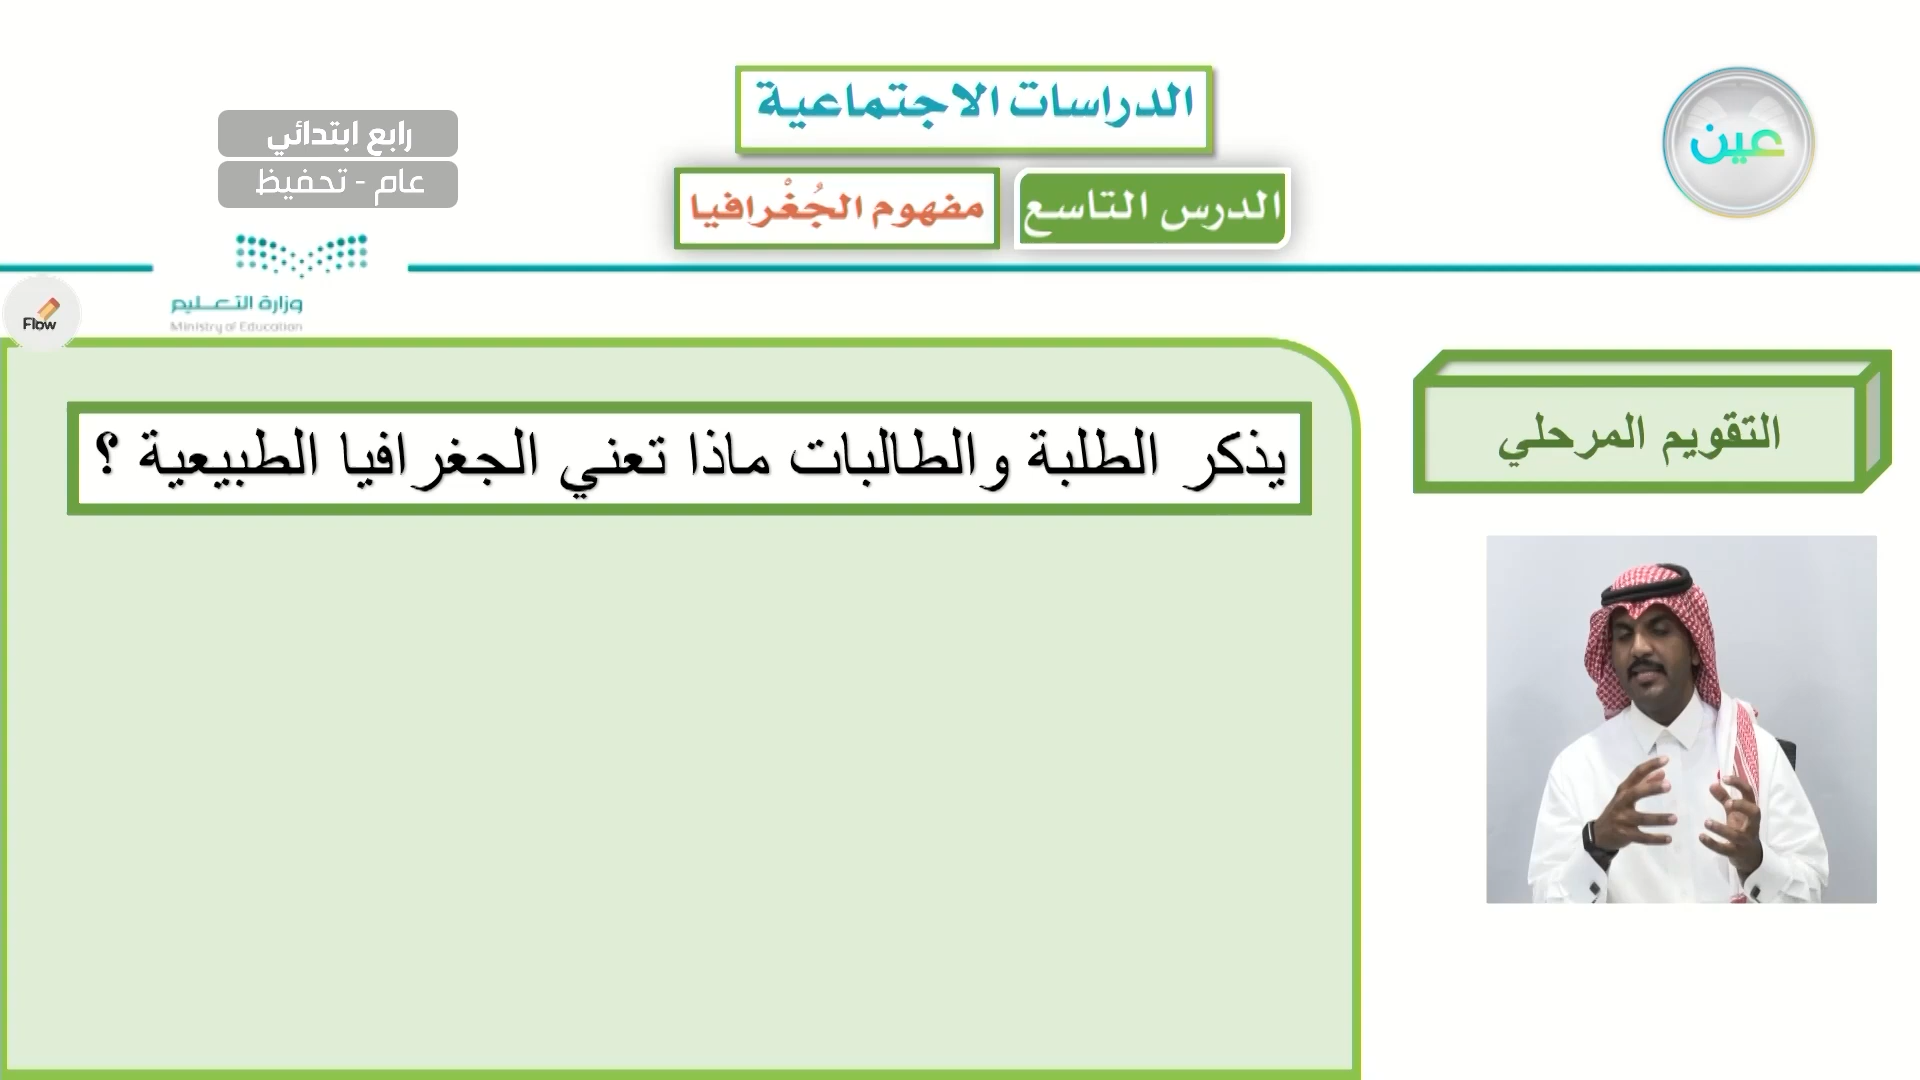 الدراسات الاجتماعية
رابع ابتدائي
عام - تحفيظ
عين
الدرس التاسع
مفهوم الجُغْرافيا
وزارة التعليم
Ministry of Education
Flow
التقويم المرحلي
يذكر الطلبة والطالبات ماذا تعني الجغرافيا الطبيعية ؟